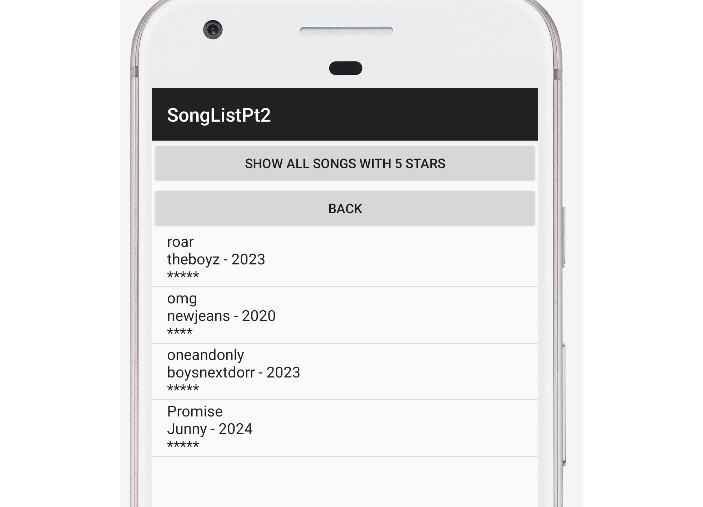 SongListPt2
SHOW ALL SONGS WITH 5 STARS
BACK
roar
theboyz - 2023
*****
omg
newjeans - 2020
****
oneandonly
boysnextdorr - 2023
*****
Promise
Junny - 2024
*****